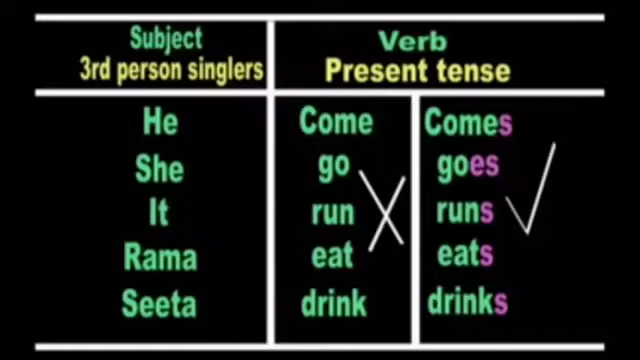 Subject Verb
3rd person singlers Present tense
He Come Comes
She go goes
It run runs
Rama eat eats
Seeta drink drinks